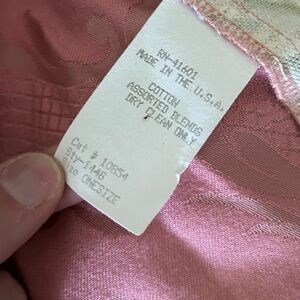 RN-41601
MADE IN THE U.S.A.
COTTON
ASSORTED BLENDS
DRY CLEAN ONLY
Cut # 10854
Sty-1446
Size ONESIZE